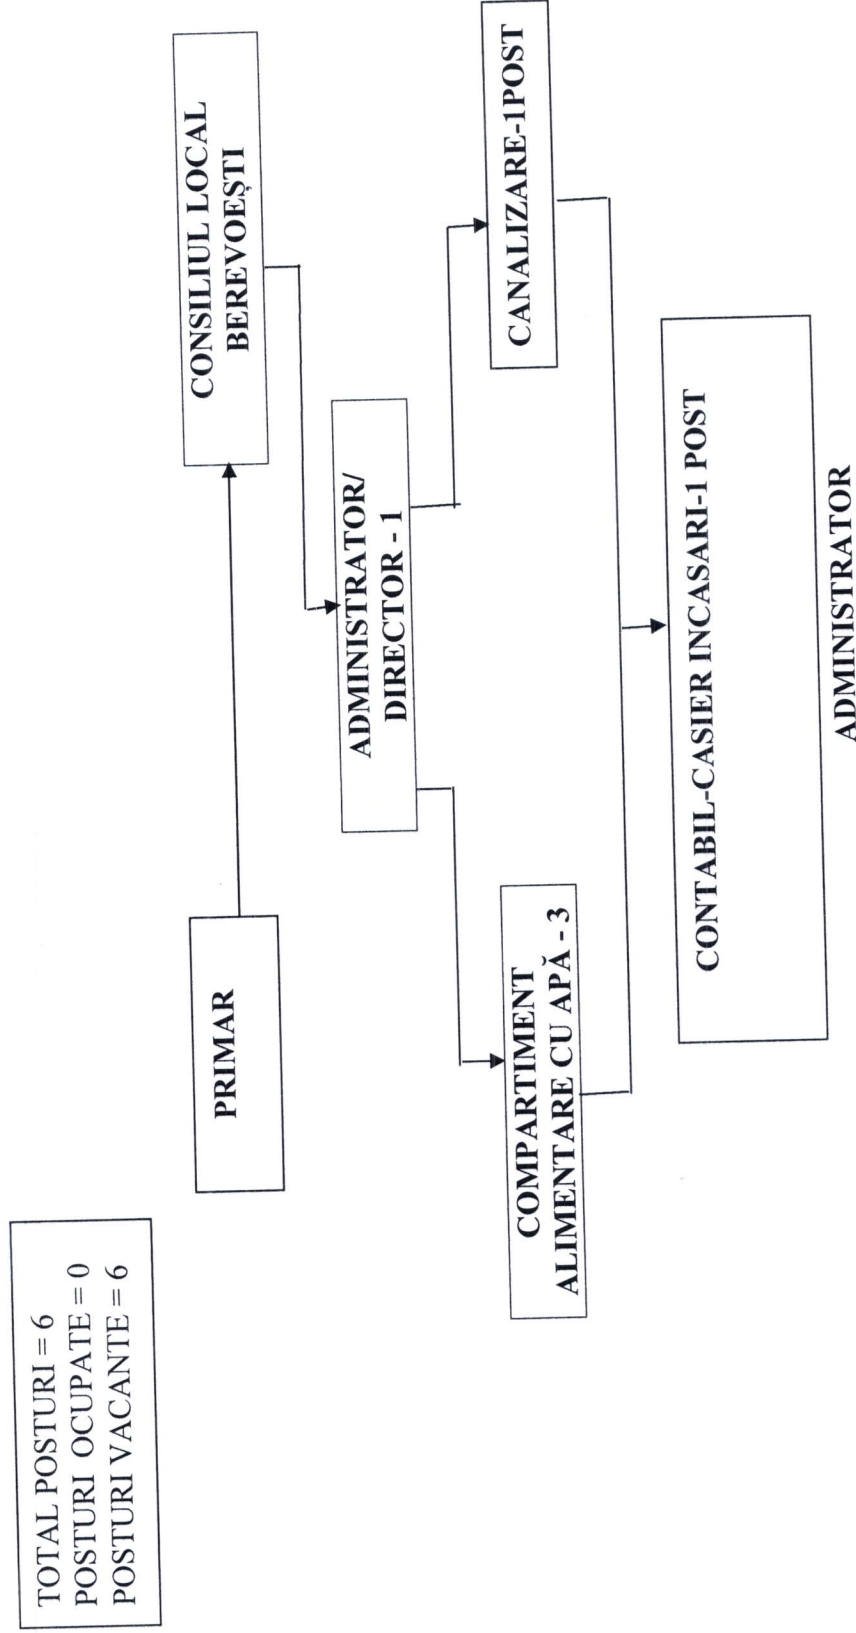 TOTAL POSTURI = 6
POSTURI OCUPATE = 0
POSTURI VACANTE = 6
PRIMAR
CONSILIUL LOCAL
BEREVOEȘTI
ADMINISTRATOR/
DIRECTOR - 1
COMPARTIMENT
ALIMENTARE CU APĂ - 3
CANALIZARE-1POST
CONTABIL-CASIER INCASARI-1 POST
ADMINISTRATOR